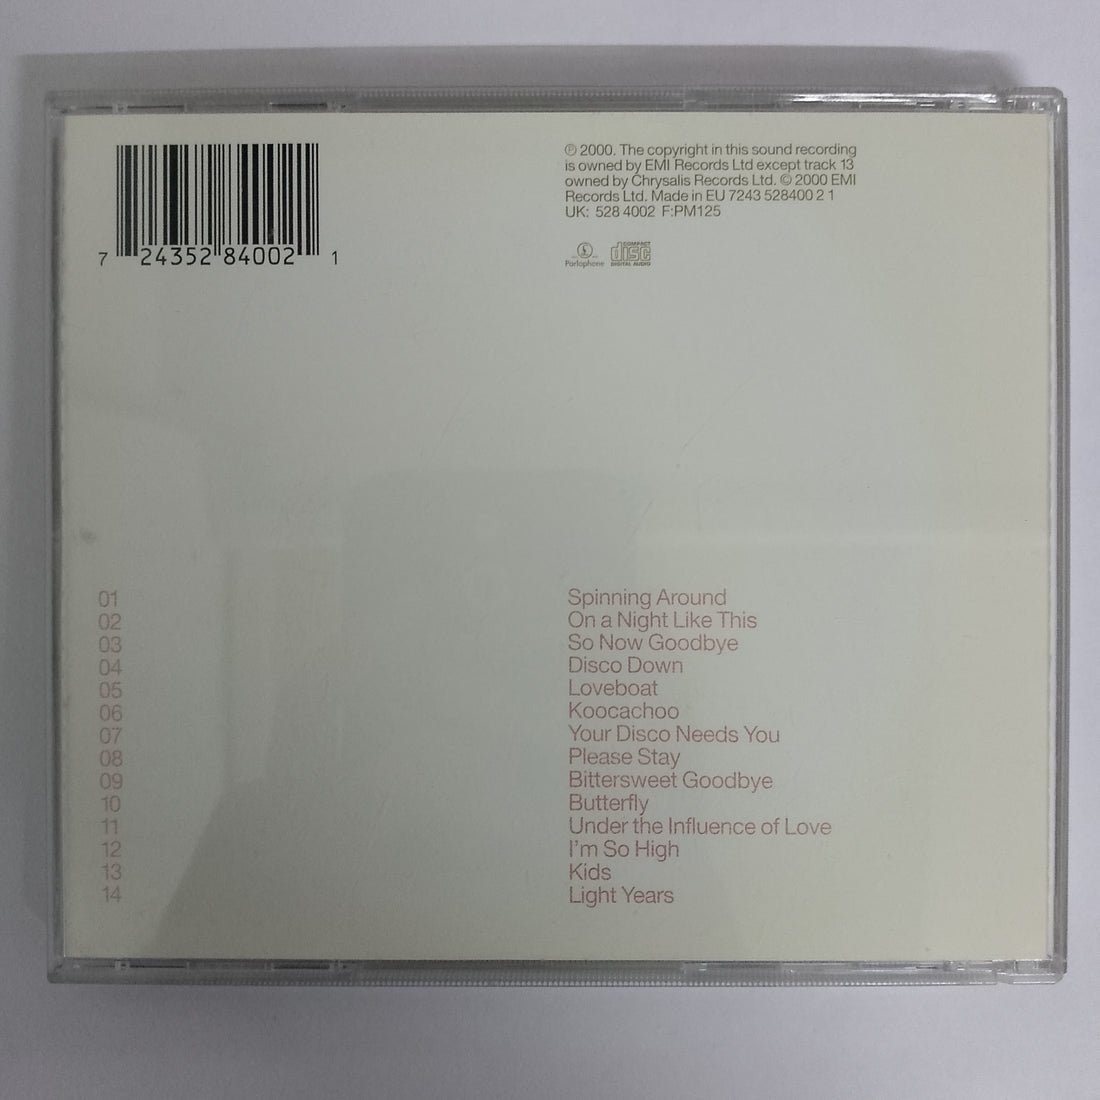 7 24352 84002 1
℗ 2000. The copyright in this sound recording
is owned by EMI Records Ltd except track 13
owned by Chrysalis Records Ltd. © 2000 EMI
Records Ltd. Made in EU 7243 528400 2 1
UK: 528 4002 F:PM125
Parlophone
COMPACT
disc
DIGITAL AUDIO
01 Spinning Around
02 On a Night Like This
03 So Now Goodbye
04 Disco Down
05 Loveboat
06 Koocachoo
07 Your Disco Needs You
08 Please Stay
09 Bittersweet Goodbye
10 Butterfly
11 Under the Influence of Love
12 I'm So High
13 Kids
14 Light Years